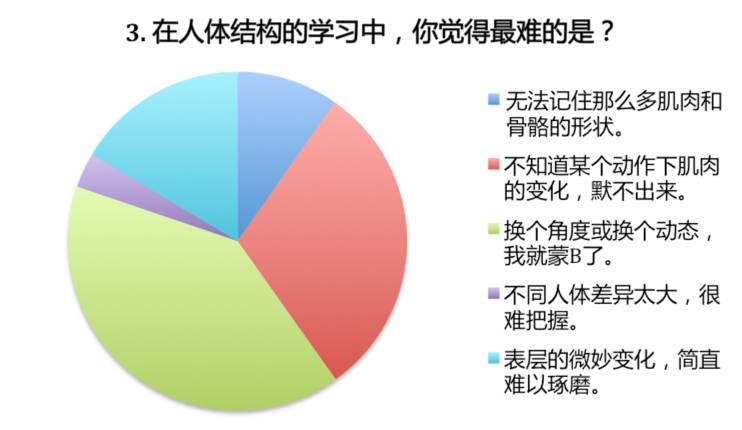 3. 在人体结构的学习中，你觉得最难的是？
无法记住那么多肌肉和
骨骼的形状。
不知道某个动作下肌肉
的变化，默不出来。
换个角度或换个动态，
我就蒙B了。
不同人体差异太大，很
难把握。
表层的微妙变化，简直
难以琢磨。